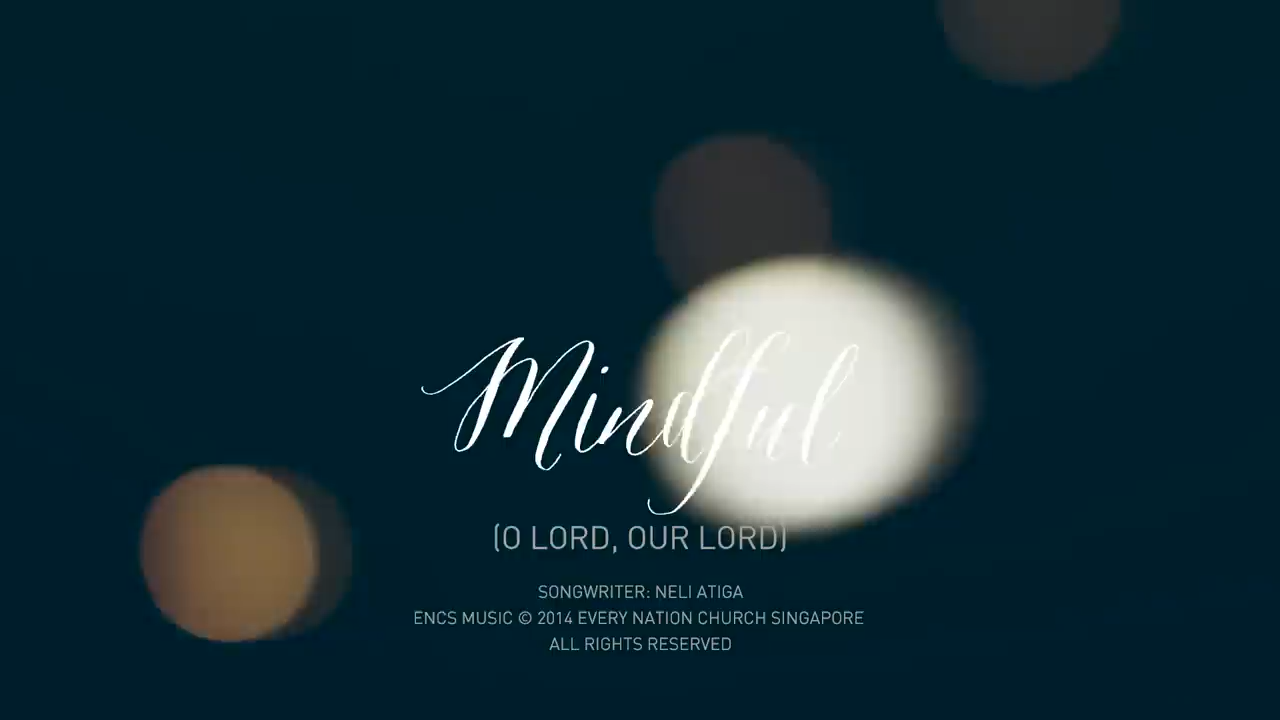 Mindful
(O LORD, OUR LORD)
SONGWRITER: NELI ATIGA
ENCS MUSIC © 2014 EVERY NATION CHURCH SINGAPORE
ALL RIGHTS RESERVED